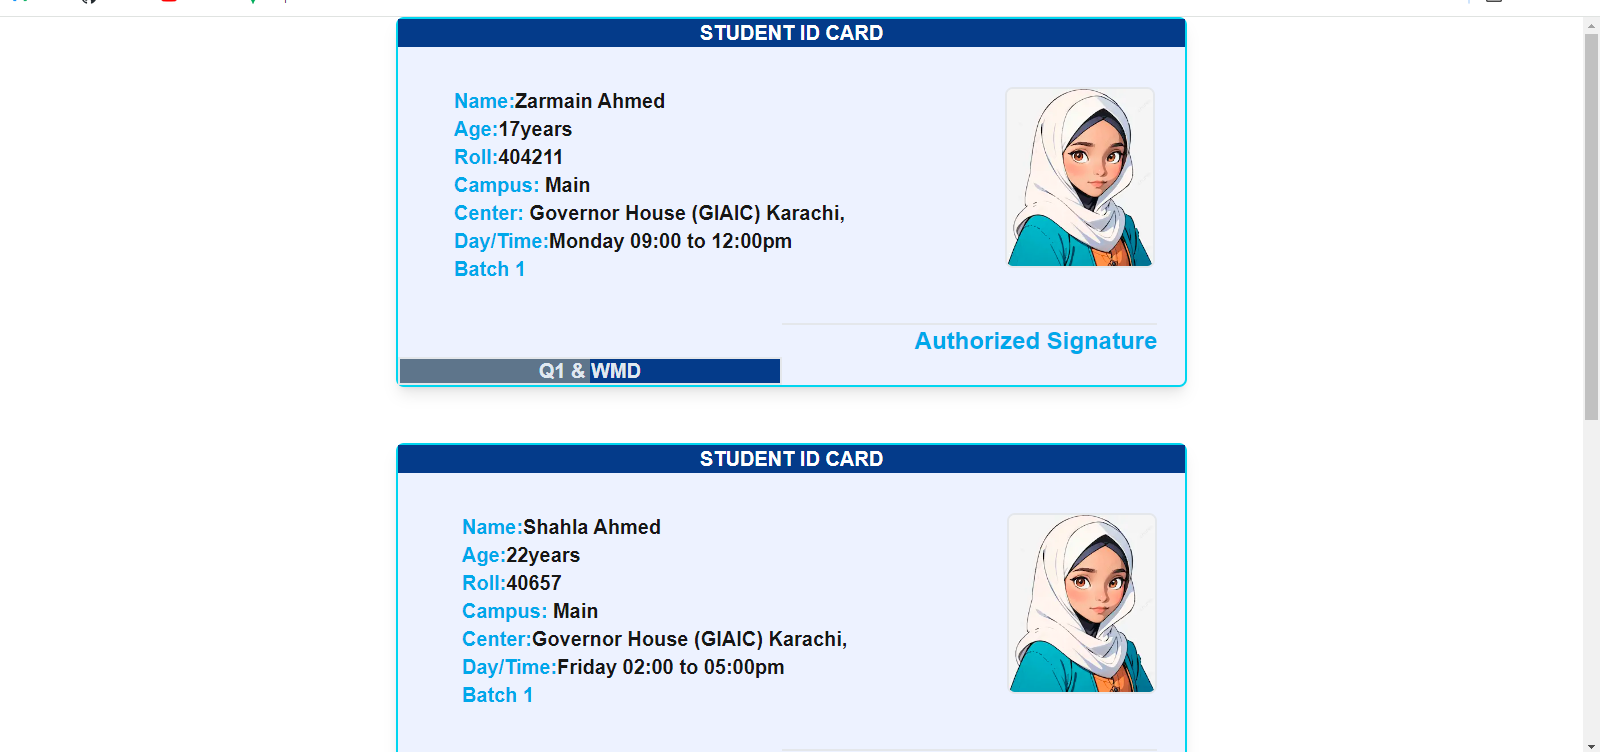 STUDENT ID CARD
Name:Zarmain Ahmed
Age:17years
Roll:404211
Campus: Main
Center: Governor House (GIAIC) Karachi,
Day/Time:Monday 09:00 to 12:00pm
Batch 1
Authorized Signature
Q1 & WMD
STUDENT ID CARD
Name:Shahla Ahmed
Age:22years
Roll:40657
Campus: Main
Center:Governor House (GIAIC) Karachi,
Day/Time:Friday 02:00 to 05:00pm
Batch 1